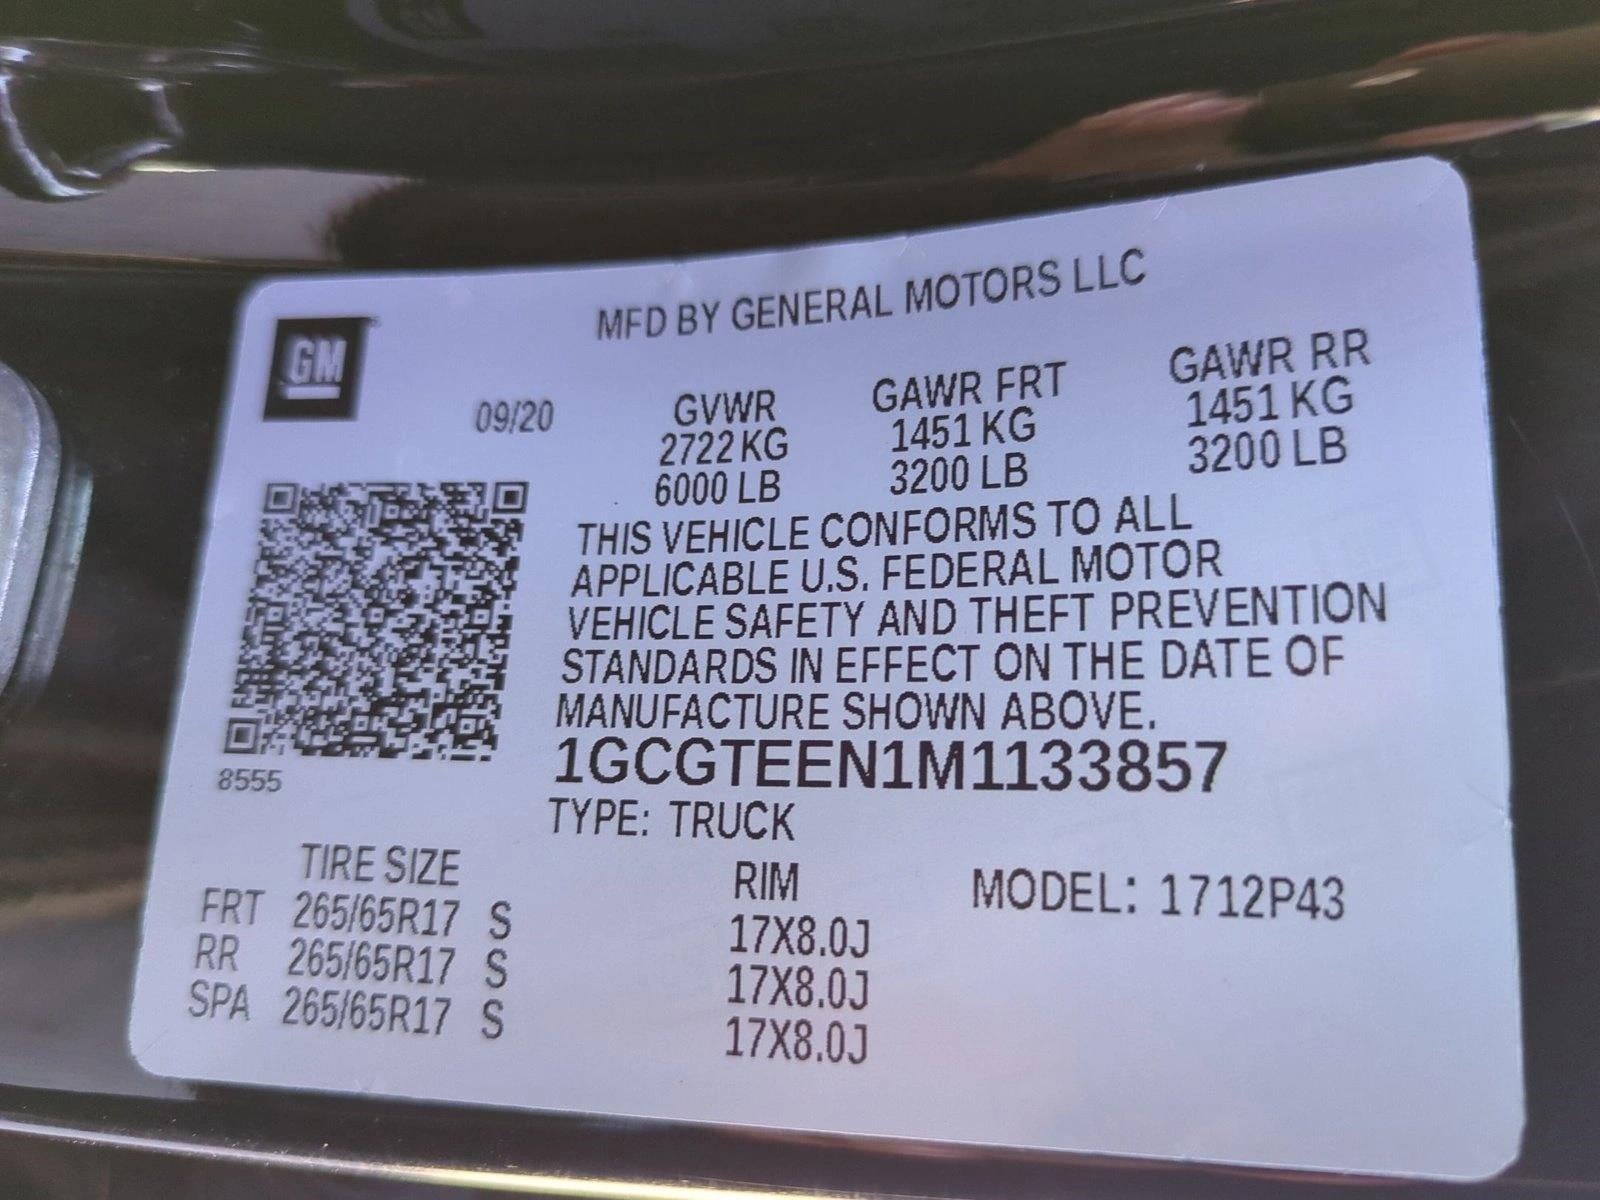 MFD BY GENERAL MOTORS LLC
GM
09/20
GVWR
2722 KG
6000 LB
GAWR FRT
1451 KG
3200 LB
GAWR RR
1451 KG
3200 LB
THIS VEHICLE CONFORMS TO ALL
APPLICABLE U.S. FEDERAL MOTOR
VEHICLE SAFETY AND THEFT PREVENTION
STANDARDS IN EFFECT ON THE DATE OF
MANUFACTURE SHOWN ABOVE.
8555
1GCGTEEN1M1133857
TYPE: TRUCK
TIRE SIZE RIM MODEL: 1712P43
FRT 265/65R17 S 17X8.0J
RR 265/65R17 S 17X8.0J
SPA 265/65R17 S 17X8.0J